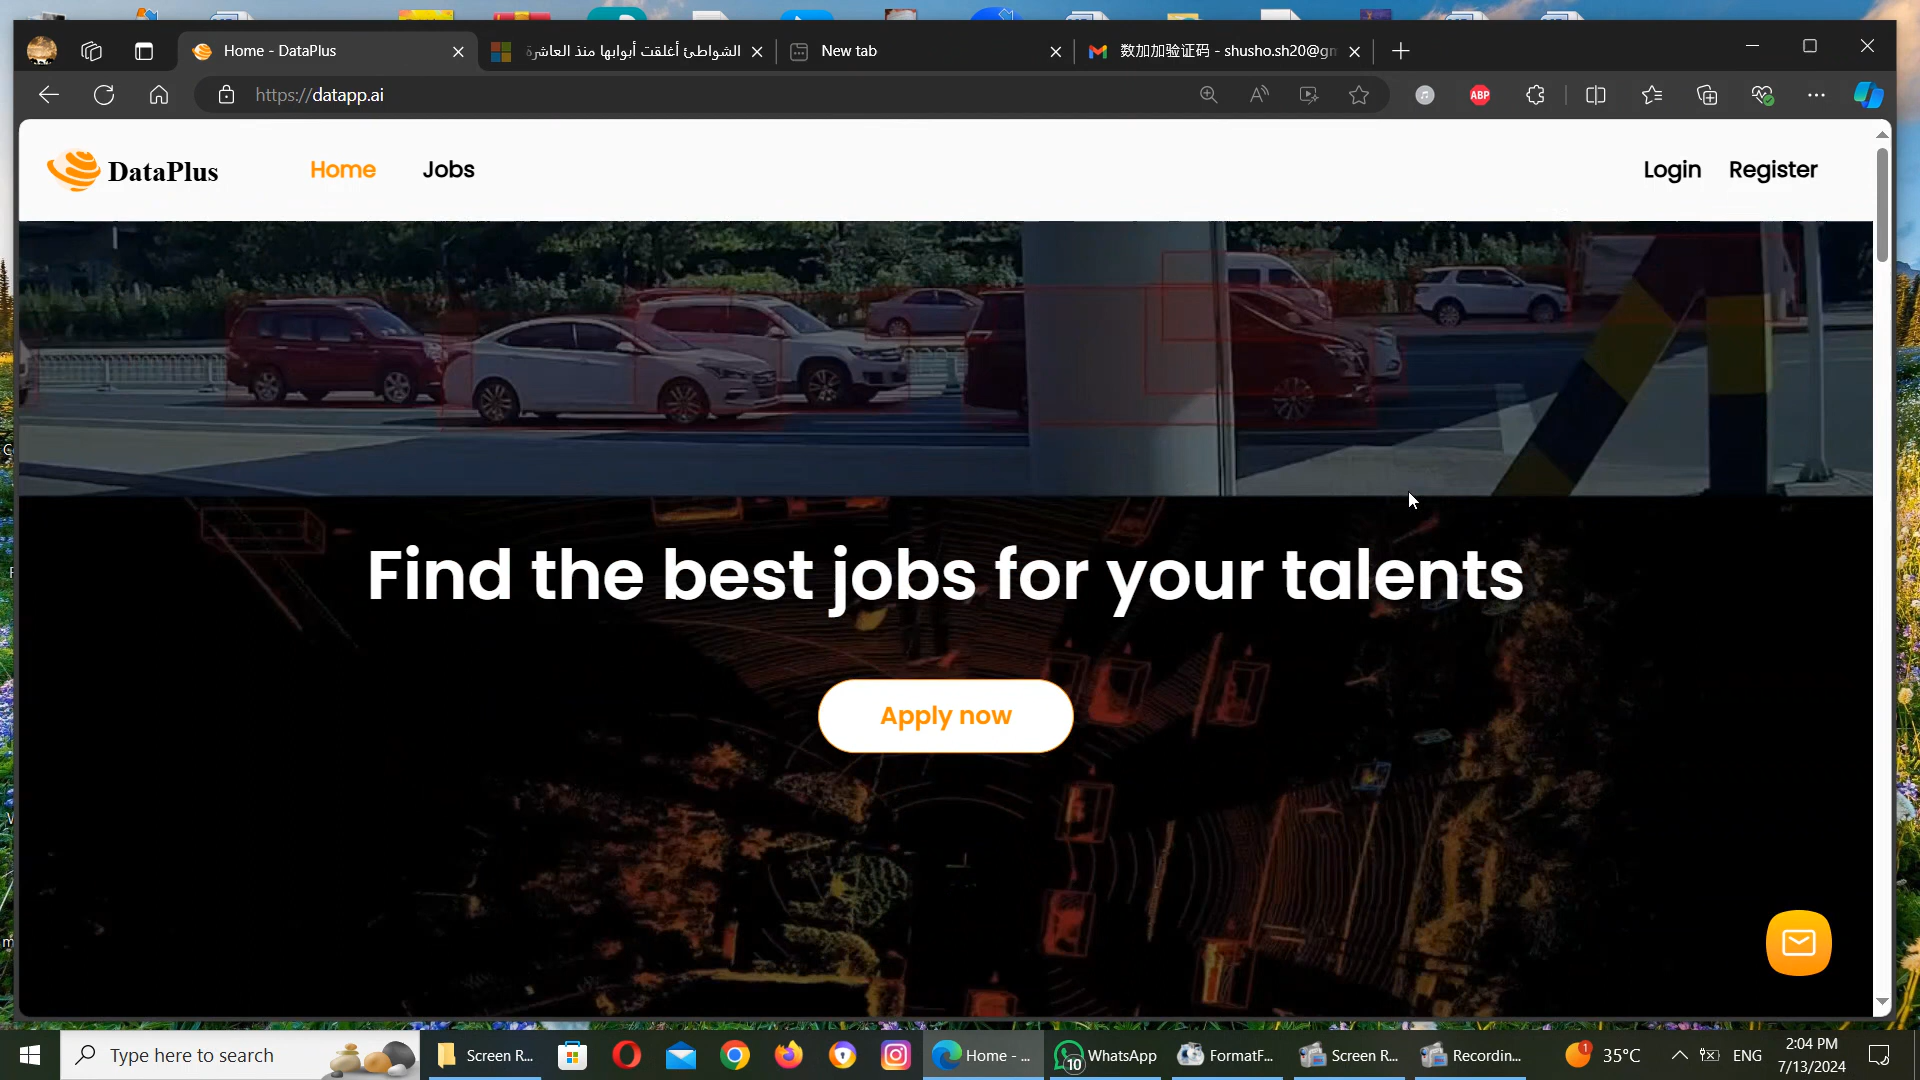 Home - DataPlus
الشواطئ أغلقت أبوابها منذ العاشرة
New tab
数加加验证码 - shusho.sh20@gm
https://datapp.ai
ABP
DataPlus
Home
Jobs
Login
Register
Find the best jobs for your talents
Apply now
Type here to search
Screen R...
Home - ...
10
WhatsApp
FormatF...
Screen R...
Recordin...
1
35°C
ENG
2:04 PM
7/13/2024